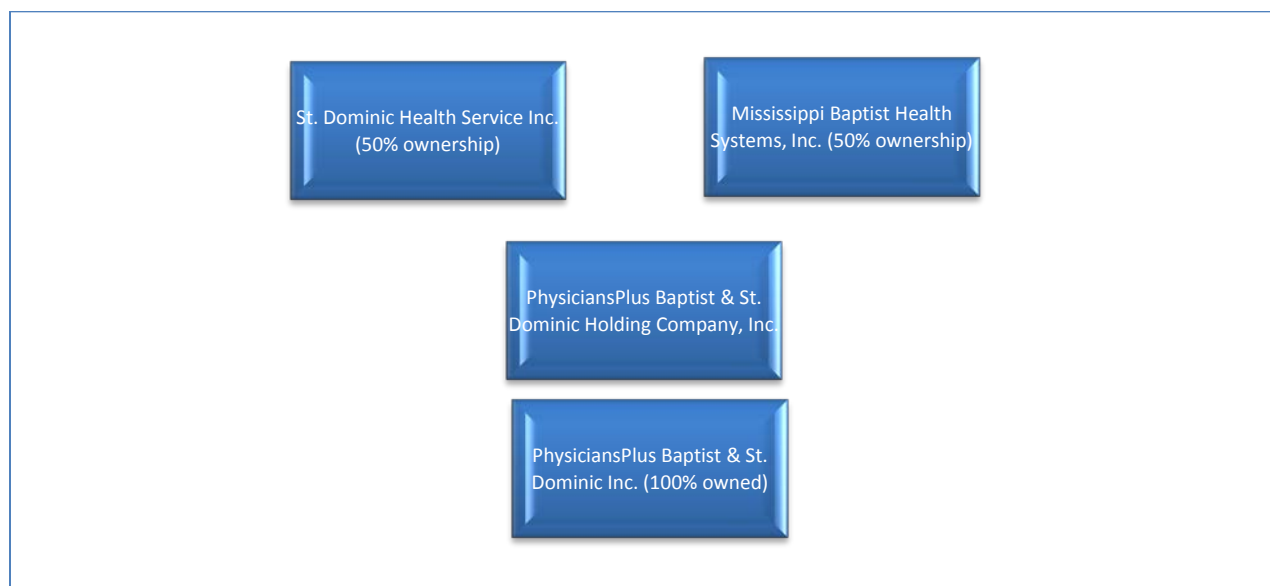 St. Dominic Health Service Inc.
(50% ownership)
Mississippi Baptist Health
Systems, Inc. (50% ownership)
PhysiciansPlus Baptist & St.
Dominic Holding Company, Inc.
PhysiciansPlus Baptist & St.
Dominic Inc. (100% owned)